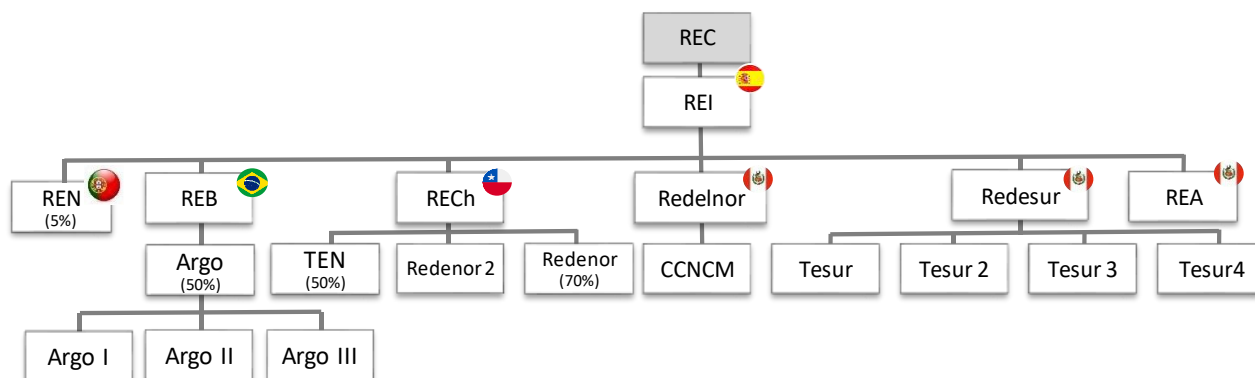 REC
REI
REN
(5%)
REB
RECh
Redelnor
Redesur
REA
Argo
(50%)
TEN
(50%)
Redenor 2
Redenor
(70%)
CCNCM
Tesur
Tesur 2
Tesur 3
Tesur4
Argo I
Argo II
Argo III